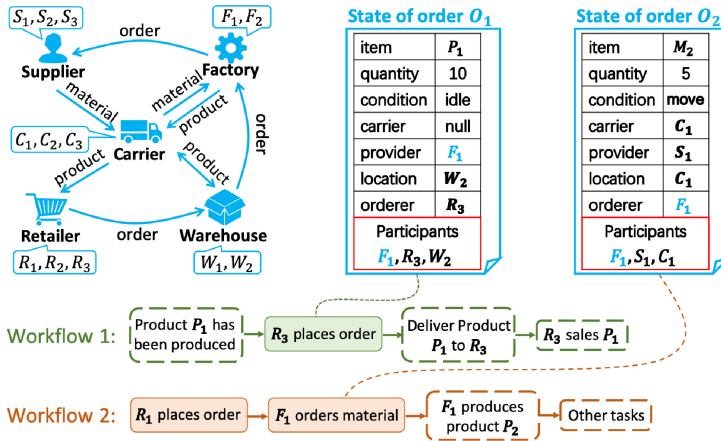 S₁, S₂, S₃
F₁, F₂
order
Supplier
Factory
material
material
product
C₁, C₂, C₃
Carrier
order
product
product
Retailer
order
Warehouse
R₁, R₂, R₃
W₁, W₂
State of order O₁
item P₁
quantity 10
condition idle
carrier null
provider F₁
location W₂
orderer R₃
Participants
F₁, R₃, W₂
State of order O₂
item M₂
quantity 5
condition move
carrier C₁
provider S₁
location C₁
orderer F₁
Participants
F₁, S₁, C₁
Workflow 1:
Product P₁ has
been produced
R₃ places order
Deliver Product
P₁ to R₃
R₃ sales P₁
Workflow 2:
R₁ places order
F₁ orders material
F₁ produces
product P₂
Other tasks